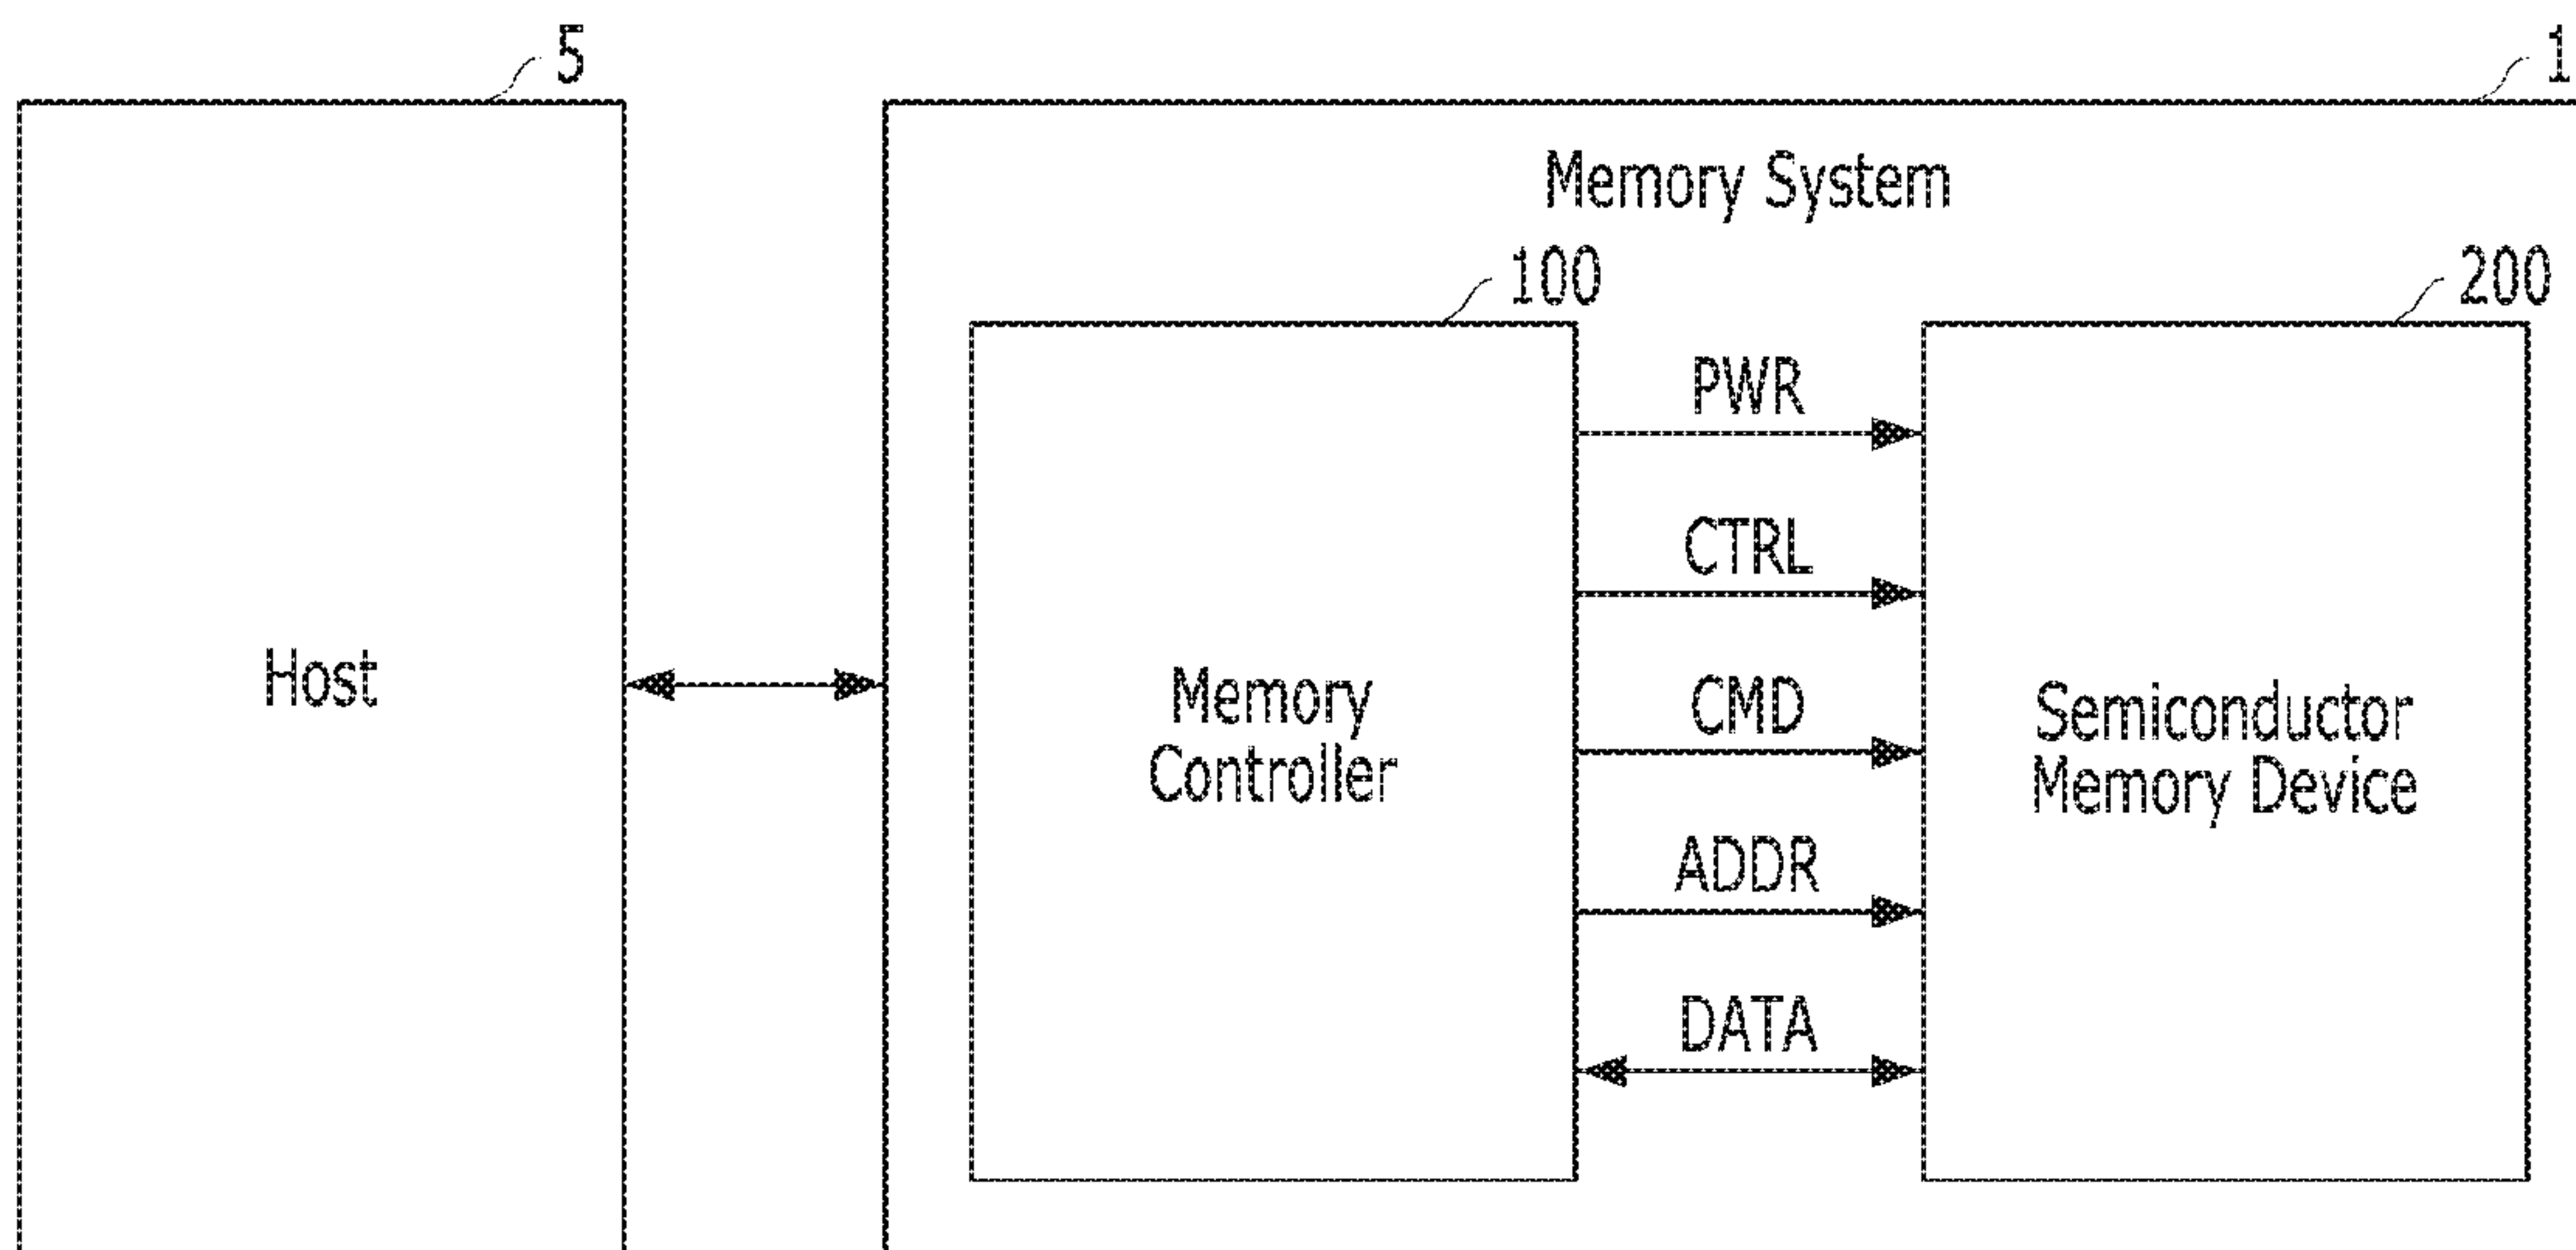 5
1
Memory System
100
200
PWR
CTRL
Host
Memory
Controller
CMD
Semiconductor
Memory Device
ADDR
DATA